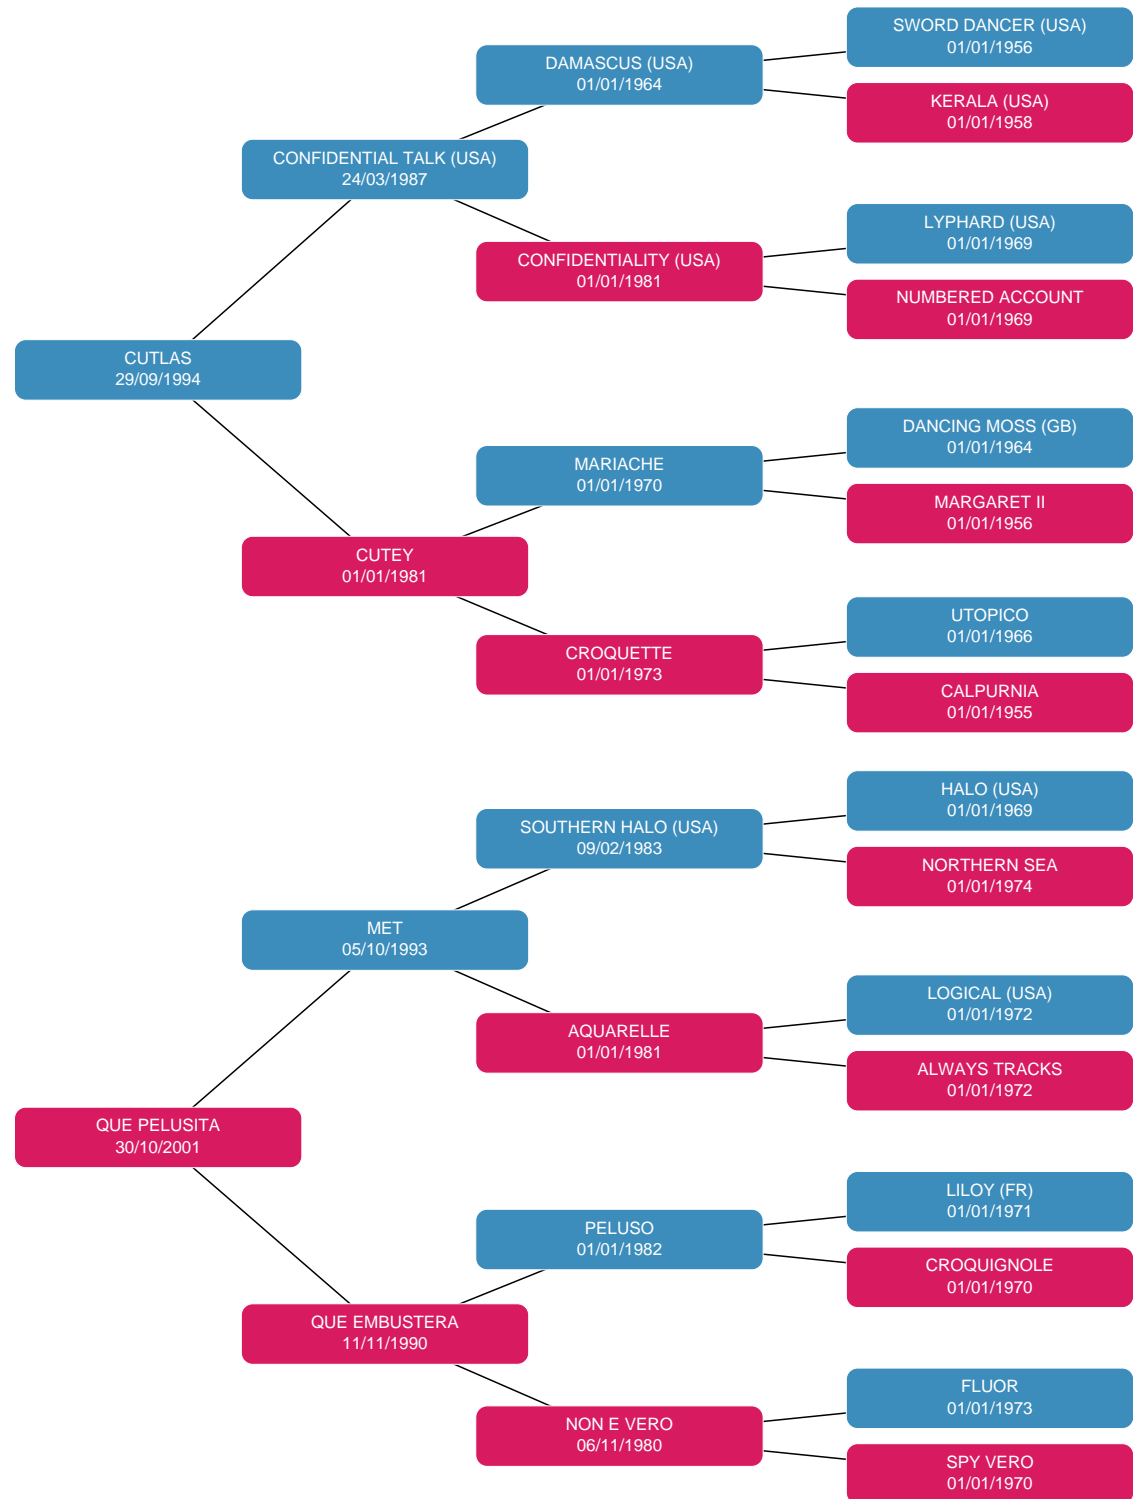 SWORD DANCER (USA)
01/01/1956
DAMASCUS (USA)
01/01/1964
KERALA (USA)
01/01/1958
CONFIDENTIAL TALK (USA)
24/03/1987
LYPHARD (USA)
01/01/1969
CONFIDENTIALITY (USA)
01/01/1981
NUMBERED ACCOUNT
01/01/1969
CUTLAS
29/09/1994
DANCING MOSS (GB)
01/01/1964
MARIACHE
01/01/1970
MARGARET II
01/01/1956
CUTEY
01/01/1981
UTOPICO
01/01/1966
CROQUETTE
01/01/1973
CALPURNIA
01/01/1955
HALO (USA)
01/01/1969
SOUTHERN HALO (USA)
09/02/1983
NORTHERN SEA
01/01/1974
MET
05/10/1993
LOGICAL (USA)
01/01/1972
AQUARELLE
01/01/1981
ALWAYS TRACKS
01/01/1972
QUE PELUSITA
30/10/2001
LILOY (FR)
01/01/1971
PELUSO
01/01/1982
CROQUIGNOLE
01/01/1970
QUE EMBUSTERA
11/11/1990
FLUOR
01/01/1973
NON E VERO
06/11/1980
SPY VERO
01/01/1970